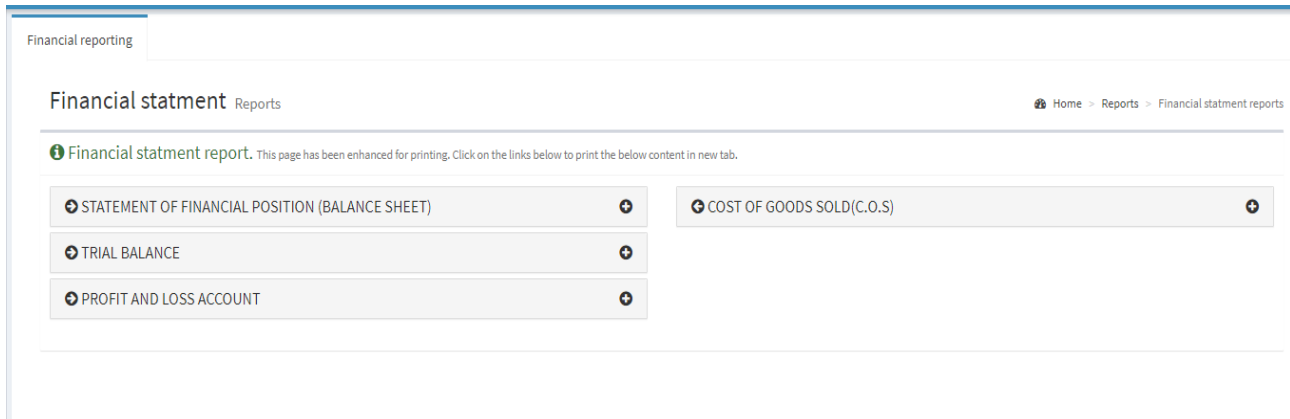 Financial reporting
Financial statment Reports
Home > Reports > Financial statment reports
Financial statment report. This page has been enhanced for printing. Click on the links below to print the below content in new tab.
STATEMENT OF FINANCIAL POSITION (BALANCE SHEET)
COST OF GOODS SOLD(C.O.S)
TRIAL BALANCE
PROFIT AND LOSS ACCOUNT